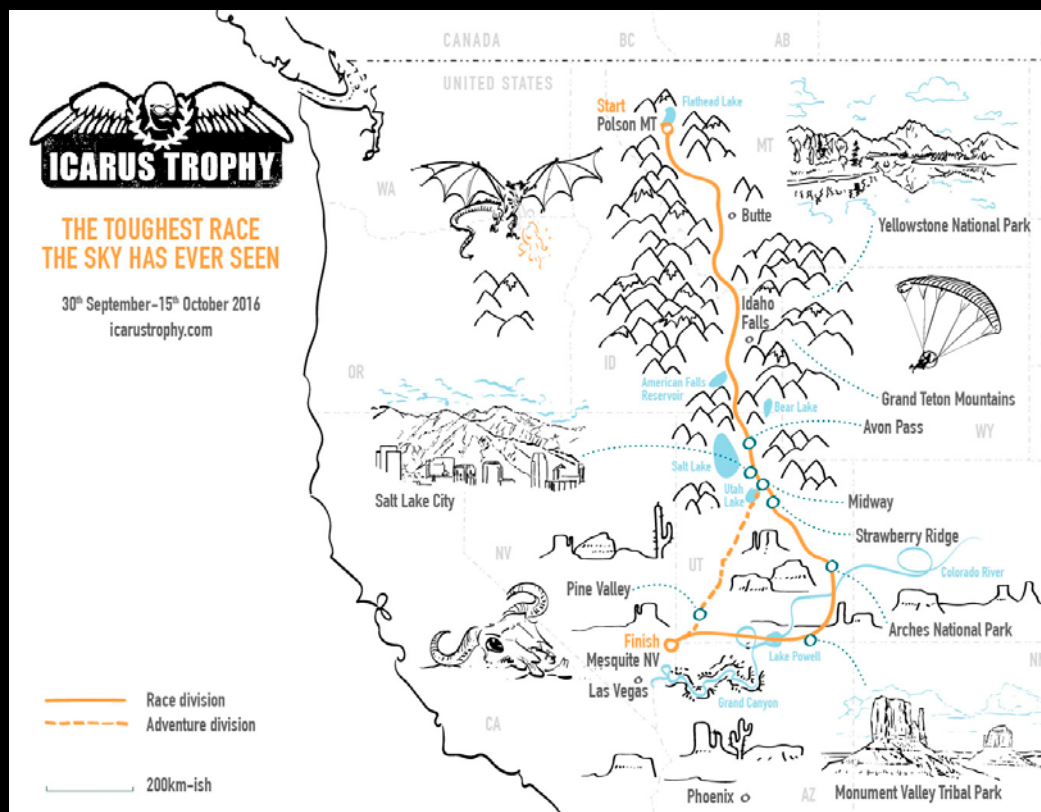 CANADA
BC
AB
UNITED STATES
Start
Polson MT
Flathead Lake
MT
ICARUS TROPHY
WA
Butte
THE TOUGHEST RACE
THE SKY HAS EVER SEEN
Yellowstone National Park
30th September-15th October 2016
icarustrophy.com
Idaho
Falls
OR
ID
American Falls
Reservoir
Grand Teton Mountains
Bear Lake
Avon Pass
WY
Salt Lake
Salt Lake City
Utah
Lake
Midway
Strawberry Ridge
NV
UT
Colorado River
Pine Valley
Arches National Park
Finish
Mesquite NV
Lake Powell
Las Vegas
Grand Canyon
Race division
Adventure division
CA
200km-ish
Phoenix
AZ
Monument Valley Tribal Park